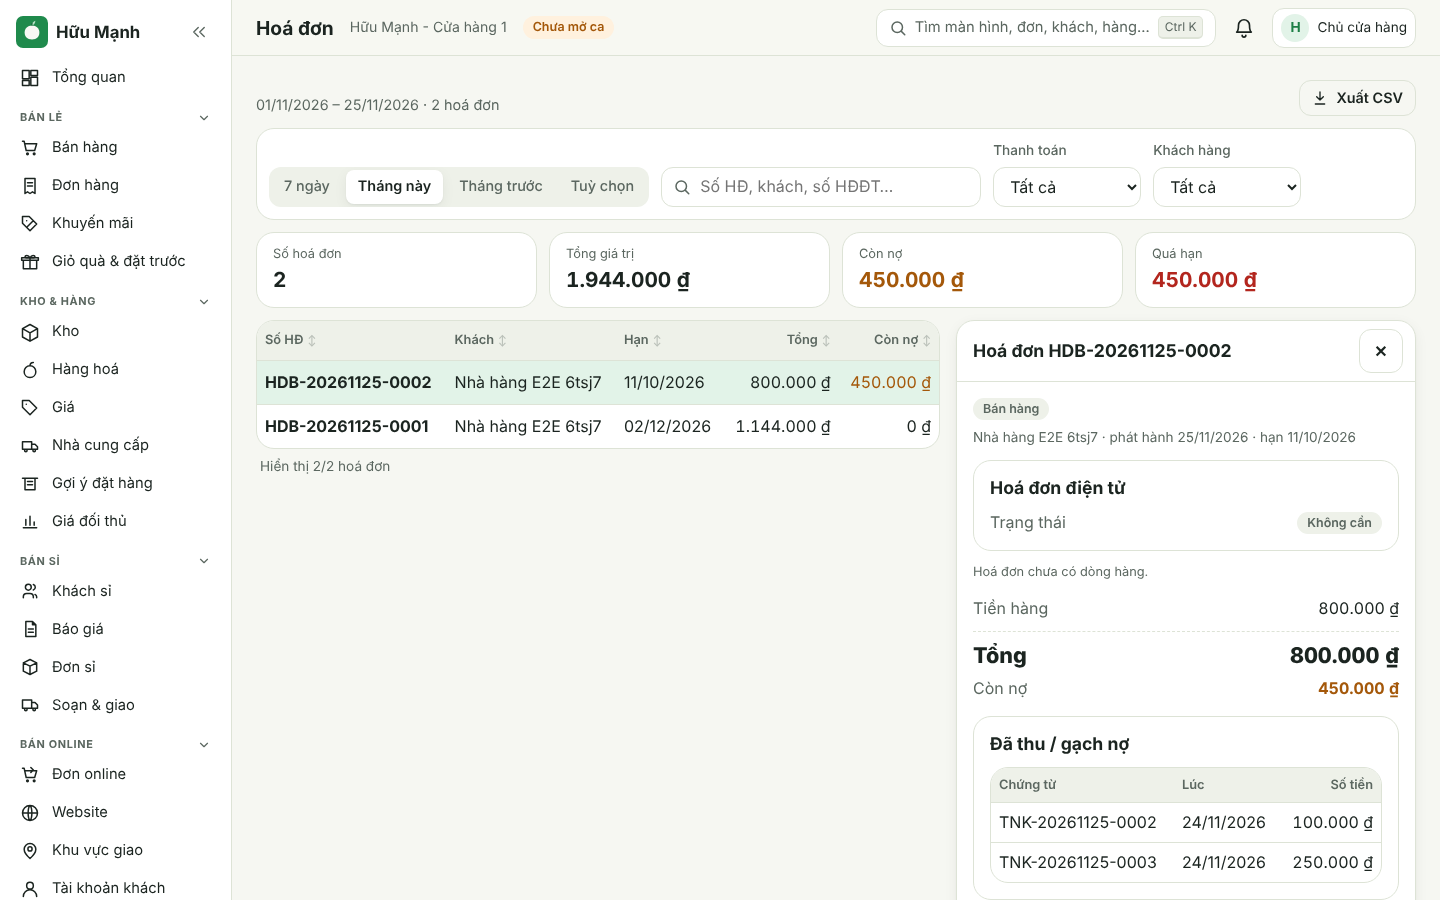 Hữu Mạnh
Tổng quan
BÁN LẺ
Bán hàng
Đơn hàng
Khuyến mãi
Giỏ quà & đặt trước
KHO & HÀNG
Kho
Hàng hoá
Giá
Nhà cung cấp
Gợi ý đặt hàng
Giá đối thủ
BÁN SỈ
Khách sỉ
Báo giá
Đơn sỉ
Soạn & giao
BÁN ONLINE
Đơn online
Website
Khu vực giao
Tài khoản khách
Hoá đơn Hữu Mạnh - Cửa hàng 1 Chưa mở ca Tìm màn hình, đơn, khách, hàng... Ctrl K H Chủ cửa hàng
01/11/2026 – 25/11/2026 · 2 hoá đơn Xuất CSV
Thanh toán Khách hàng
7 ngày Tháng này Tháng trước Tuỳ chọn Số HĐ, khách, số HĐĐT... Tất cả Tất cả
Số hoá đơn Tổng giá trị Còn nợ Quá hạn
2 1.944.000 ₫ 450.000 ₫ 450.000 ₫
Số HĐ Khách Hạn Tổng Còn nợ
HDB-20261125-0002 Nhà hàng E2E 6tsj7 11/10/2026 800.000 ₫ 450.000 ₫
HDB-20261125-0001 Nhà hàng E2E 6tsj7 02/12/2026 1.144.000 ₫ 0 ₫
Hiển thị 2/2 hoá đơn
Hoá đơn HDB-20261125-0002
Bán hàng
Nhà hàng E2E 6tsj7 · phát hành 25/11/2026 · hạn 11/10/2026
Hoá đơn điện tử
Trạng thái Không cần
Hoá đơn chưa có dòng hàng.
Tiền hàng 800.000 ₫
Tổng 800.000 ₫
Còn nợ 450.000 ₫
Đã thu / gạch nợ
Chứng từ Lúc Số tiền
TNK-20261125-0002 24/11/2026 100.000 ₫
TNK-20261125-0003 24/11/2026 250.000 ₫